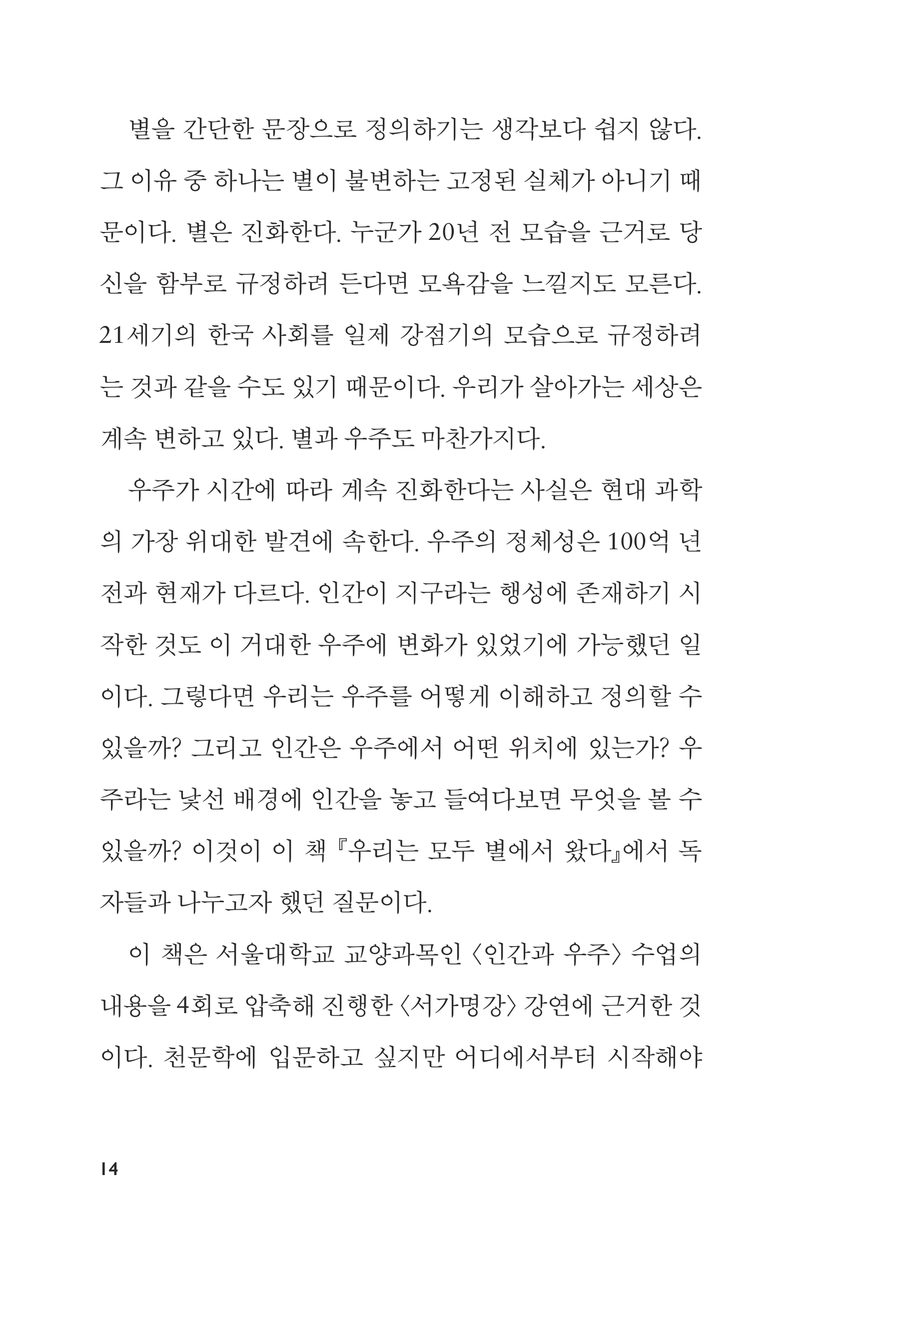 별을 간단한 문장으로 정의하기는 생각보다 쉽지 않다.
그 이유 중 하나는 별이 불변하는 고정된 실체가 아니기 때
문이다. 별은 진화한다. 누군가 20년 전 모습을 근거로 당
신을 함부로 규정하려 든다면 모욕감을 느낄지도 모른다.
21세기의 한국 사회를 일제 강점기의 모습으로 규정하려
는 것과 같을 수도 있기 때문이다. 우리가 살아가는 세상은
계속 변하고 있다. 별과 우주도 마찬가지다.
우주가 시간에 따라 계속 진화한다는 사실은 현대 과학
의 가장 위대한 발견에 속한다. 우주의 정체성은 100억 년
전과 현재가 다르다. 인간이 지구라는 행성에 존재하기 시
작한 것도 이 거대한 우주에 변화가 있었기에 가능했던 일
이다. 그렇다면 우리는 우주를 어떻게 이해하고 정의할 수
있을까? 그리고 인간은 우주에서 어떤 위치에 있는가? 우
주라는 낯선 배경에 인간을 놓고 들여다보면 무엇을 볼 수
있을까? 이것이 이 책 『우리는 모두 별에서 왔다』에서 독
자들과 나누고자 했던 질문이다.
이 책은 서울대학교 교양과목인 〈인간과 우주〉 수업의
내용을 4회로 압축해 진행한 〈서가명강〉 강연에 근거한 것
이다. 천문학에 입문하고 싶지만 어디에서부터 시작해야
14